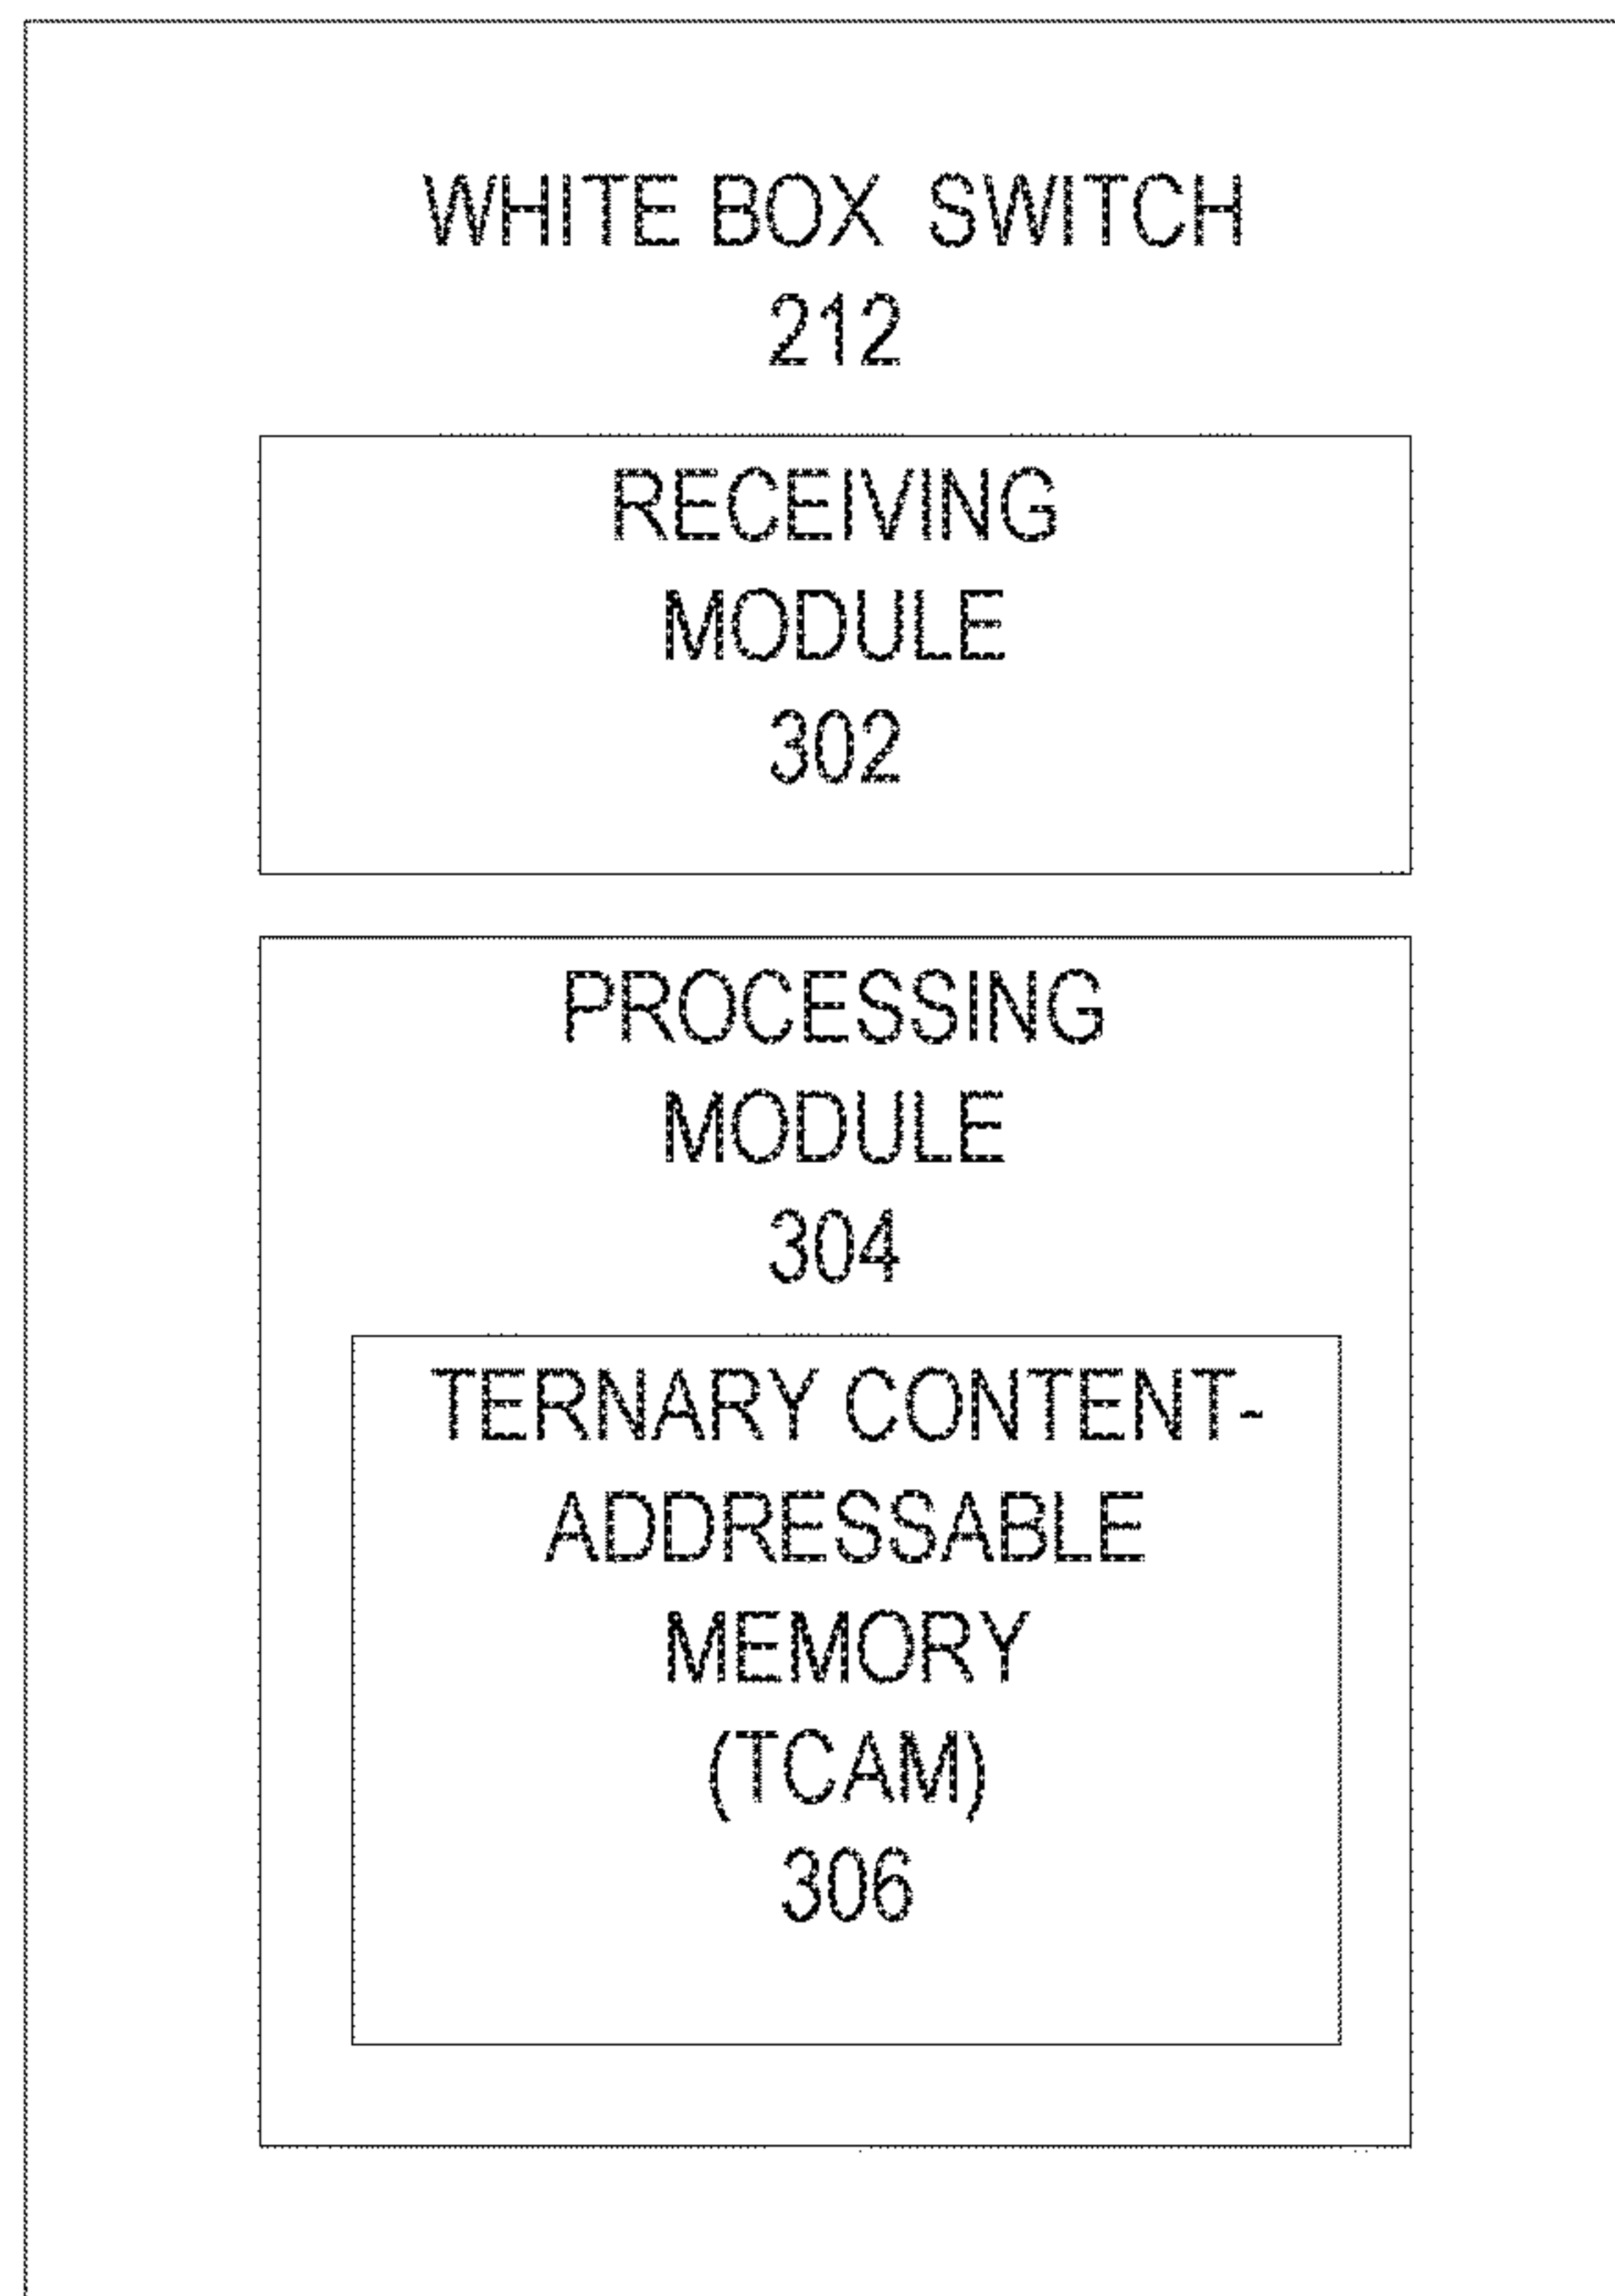 WHITE BOX SWITCH
212
RECEIVING
MODULE
302
PROCESSING
MODULE
304
TERNARY CONTENT-
ADDRESSABLE
MEMORY
(TCAM)
306